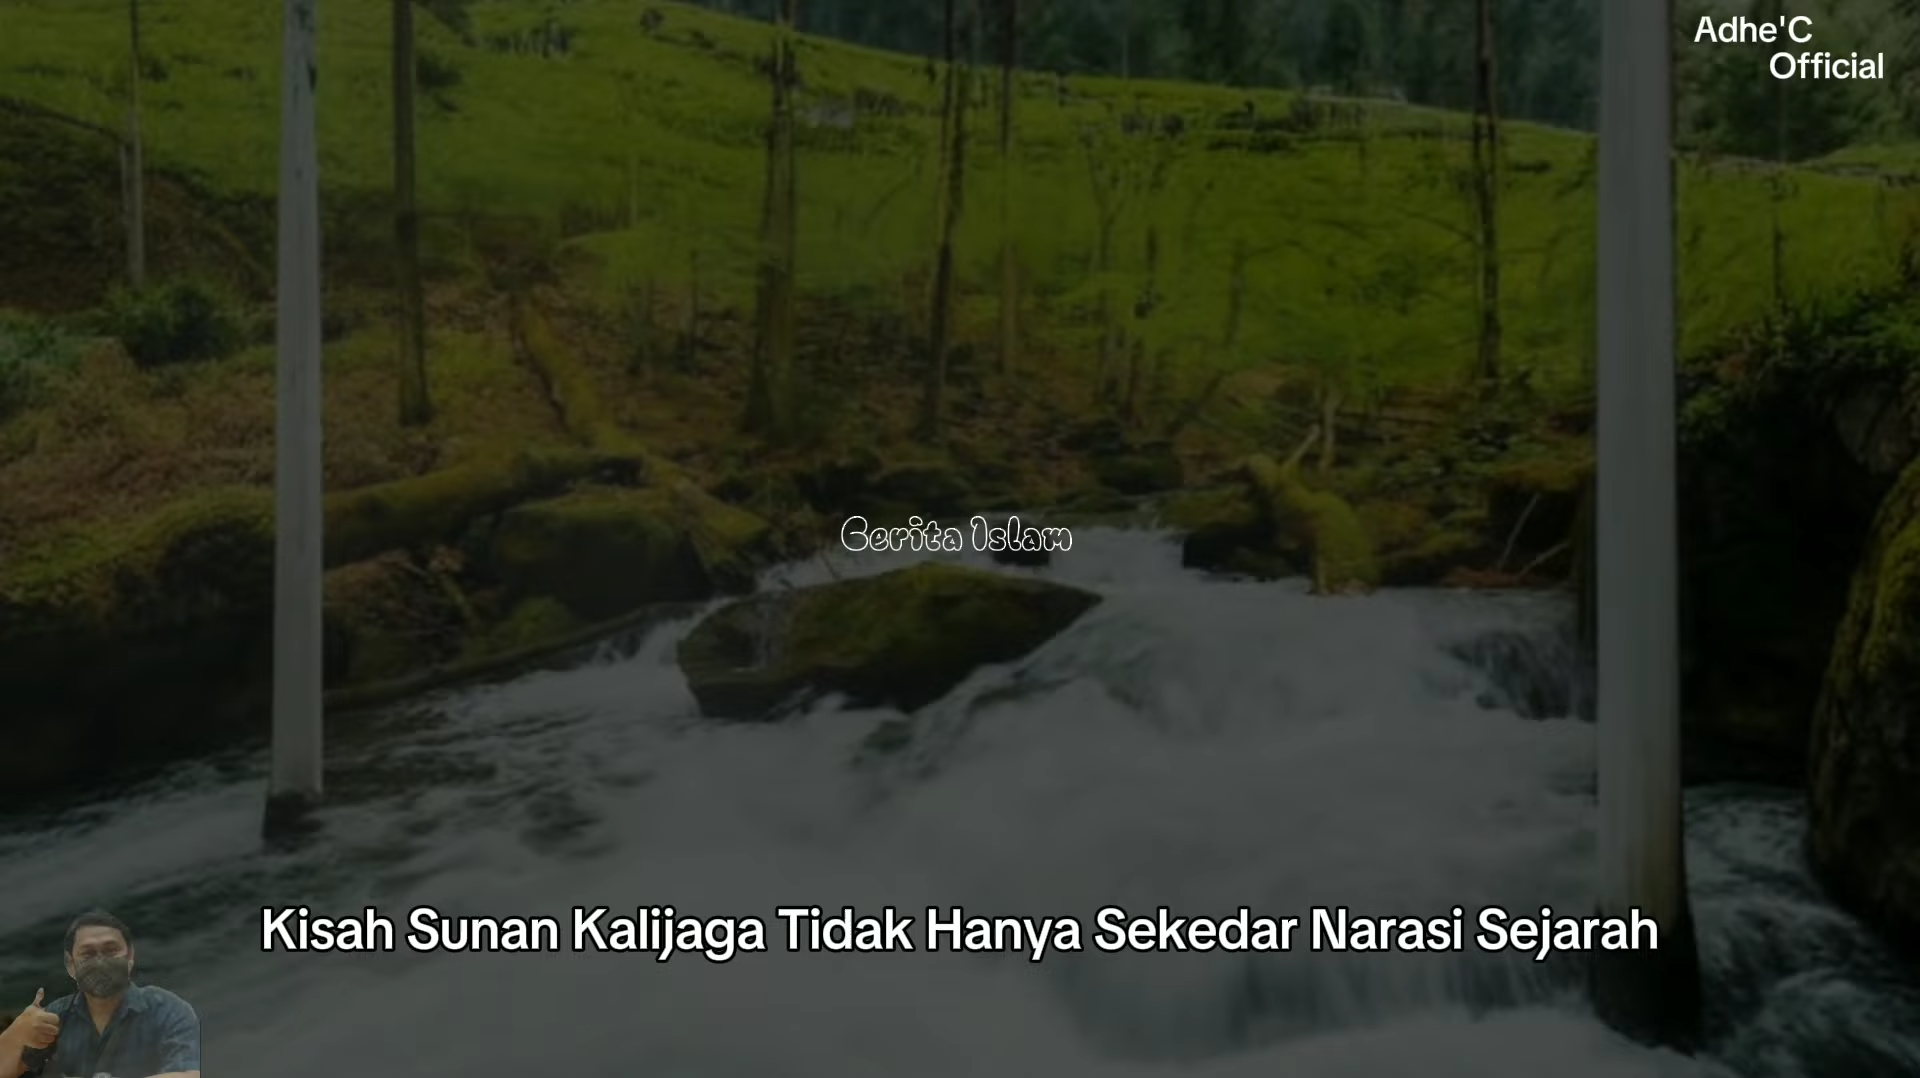 Adhe'C
Official
Cerita Islam
Kisah Sunan Kalijaga Tidak Hanya Sekedar Narasi Sejarah